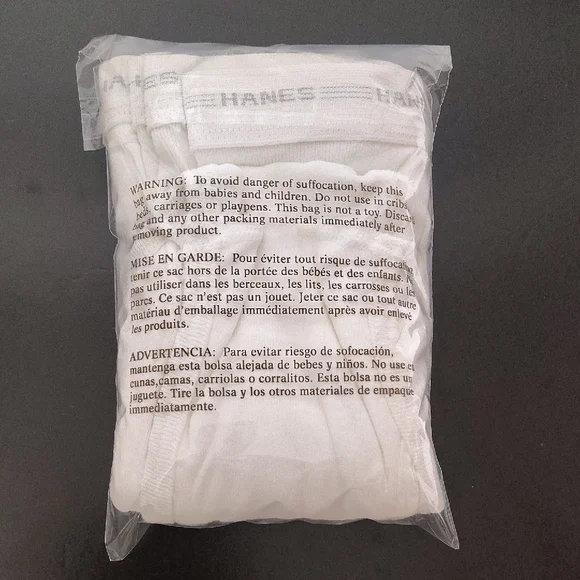 HANES HANES HAN
WARNING: To avoid danger of suffocation, keep this
bag away from babies and children. Do not use in cribs,
beds, carriages or playpens. This bag is not a toy. Discard
bag and any other packing materials immediately after
removing product.
MISE EN GARDE: Pour éviter tout risque de suffocation,
tenir ce sac hors de la portée des bébés et des enfants. N
pas utiliser dans les berceaux, les lits, les carrosses ou les
parcs. Ce sac n'est pas un jouet. Jeter ce sac ou tout autre
matériau d'emballage immédiatement après avoir enlevé
les produits.
ADVERTENCIA: Para evitar riesgo de sofocación,
mantenga esta bolsa alejada de bebes y niños. No use en
cunas,camas, carriolas o corralitos. Esta bolsa no es un
juguete. Tire la bolsa y los otros materiales de empaque
immediatamente.